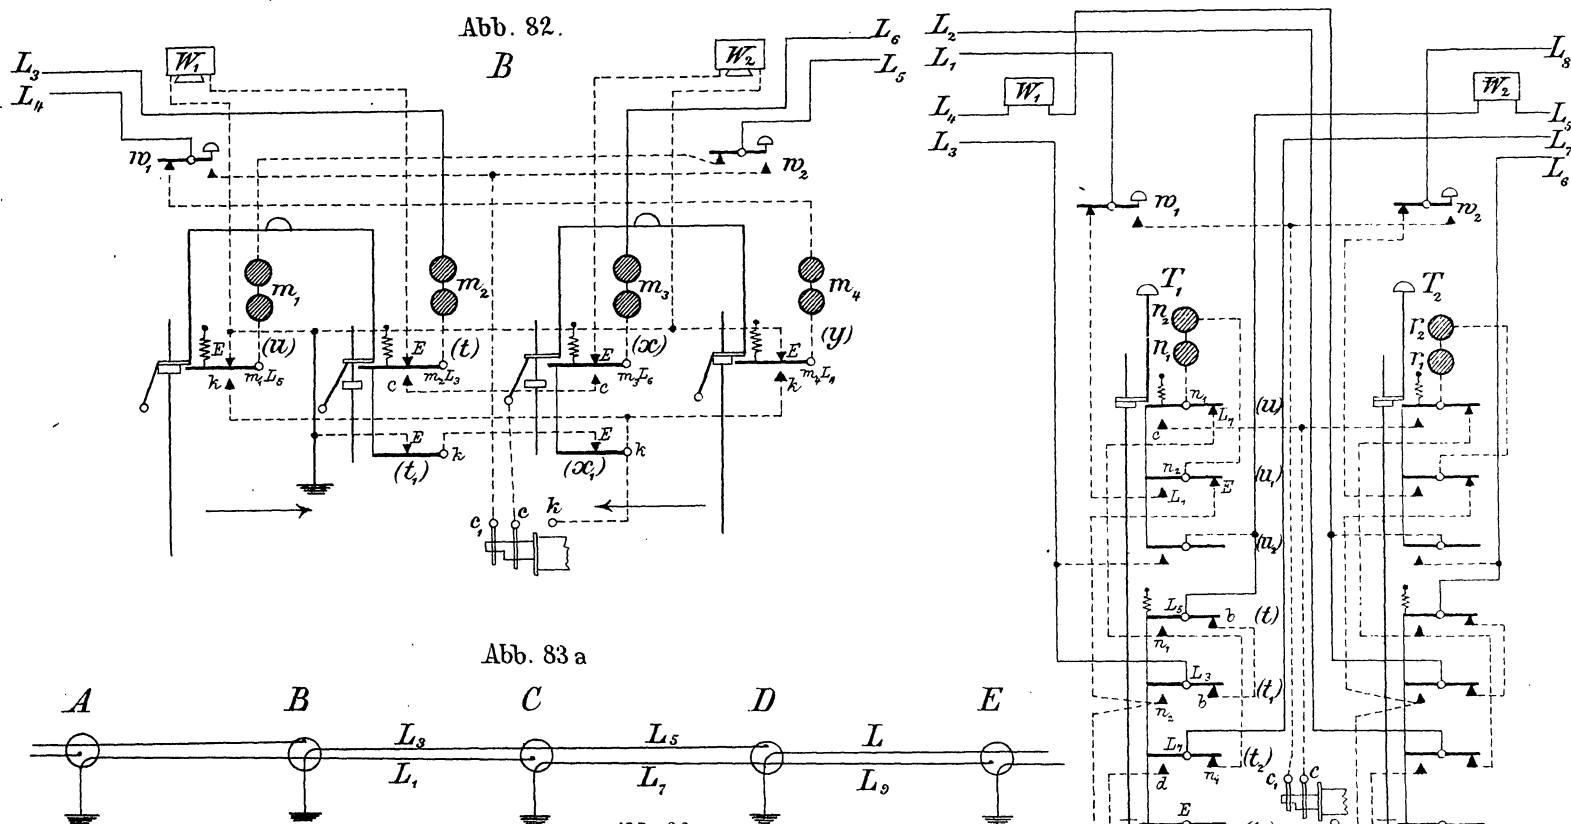 Abb. 82.
B
L₃
L₄
W₁
W₂
L₆
L₅
w₁
w₂
m₁
m₂
m₃
m₄
(u)
(t)
(x)
(y)
E
E
E
E
k
m₁L₅
c
m₂L₃
c
m₃L₆
k
m₄L₄
E
k
E
k
(t₁)
(x₁)
c₁
c
k
Abb. 83 a
A
B
C
D
E
L₃
L₅
L
L₁
L₇
L₉
L₂
L₁
L₄
L₃
W₁
W₂
L₈
L₅
L₇
L₆
w₁
w₂
T₁
T₂
n₂
n₁
r₂
r₁
n₁
L₇
(u)
c
n₂
(u₁)
L₁
E
(u₂)
L₅
b
(t)
n₁
L₃
b
(t₁)
n₂
L₇
n₁
(t₂)
d
c₁
c
E